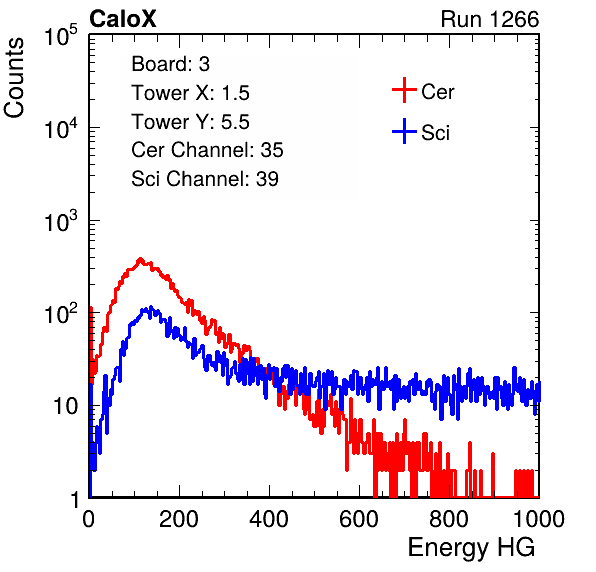 CaloX Run 1266
Counts
Board: 3
Tower X: 1.5
Tower Y: 5.5
Cer Channel: 35
Sci Channel: 39
Cer
Sci
10^5
10^4
10^3
10^2
10
1
0 200 400 600 800 1000
Energy HG